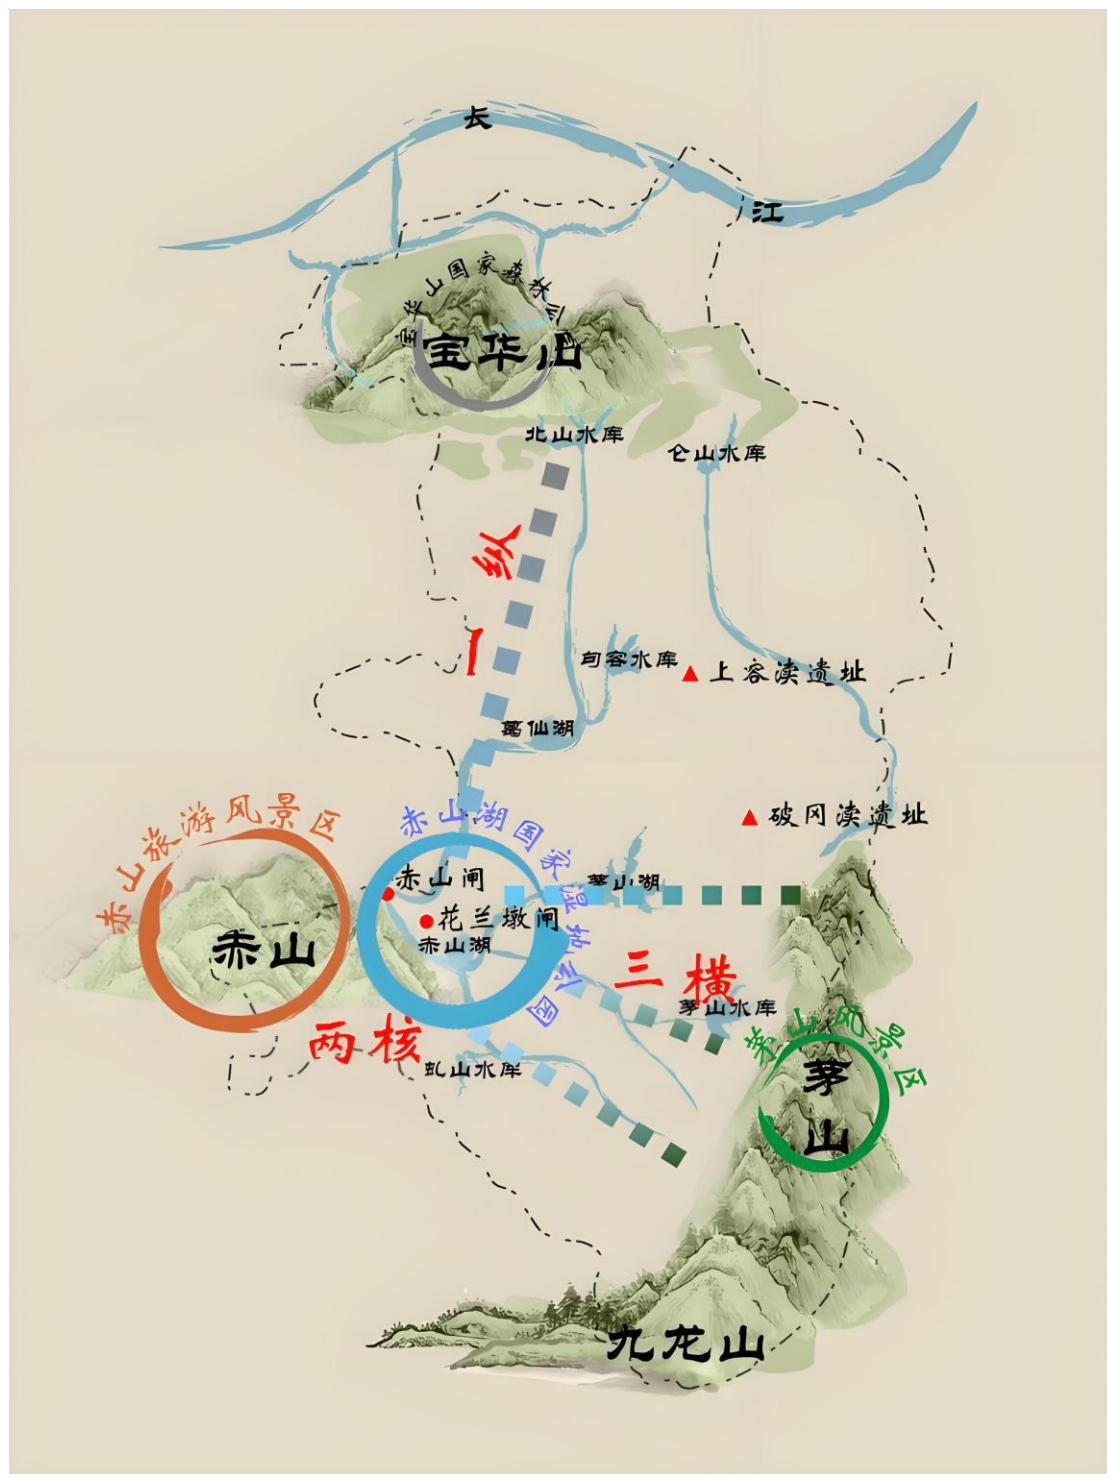 长
江
宝华山国家森林公园
宝华山
北山水库
仑山水库
一纵
句容水库
上容渎遗址
葛仙湖
赤山旅游风景区
赤山湖国家湿地公园
破冈渎遗址
赤山闸
茅山湖
花兰墩闸
赤山
赤山湖
三横
茅山水库
两核
虬山水库
茅山风景区
茅山
九龙山